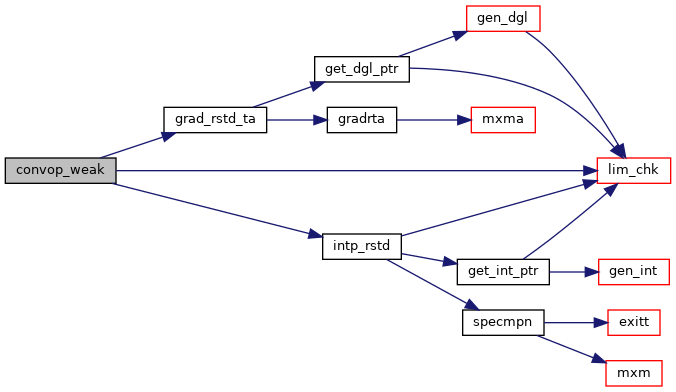 gen_dgl
get_dgl_ptr
grad_rstd_ta
gradrta
mxma
convop_weak
lim_chk
intp_rstd
get_int_ptr
gen_int
specmpn
exitt
mxm